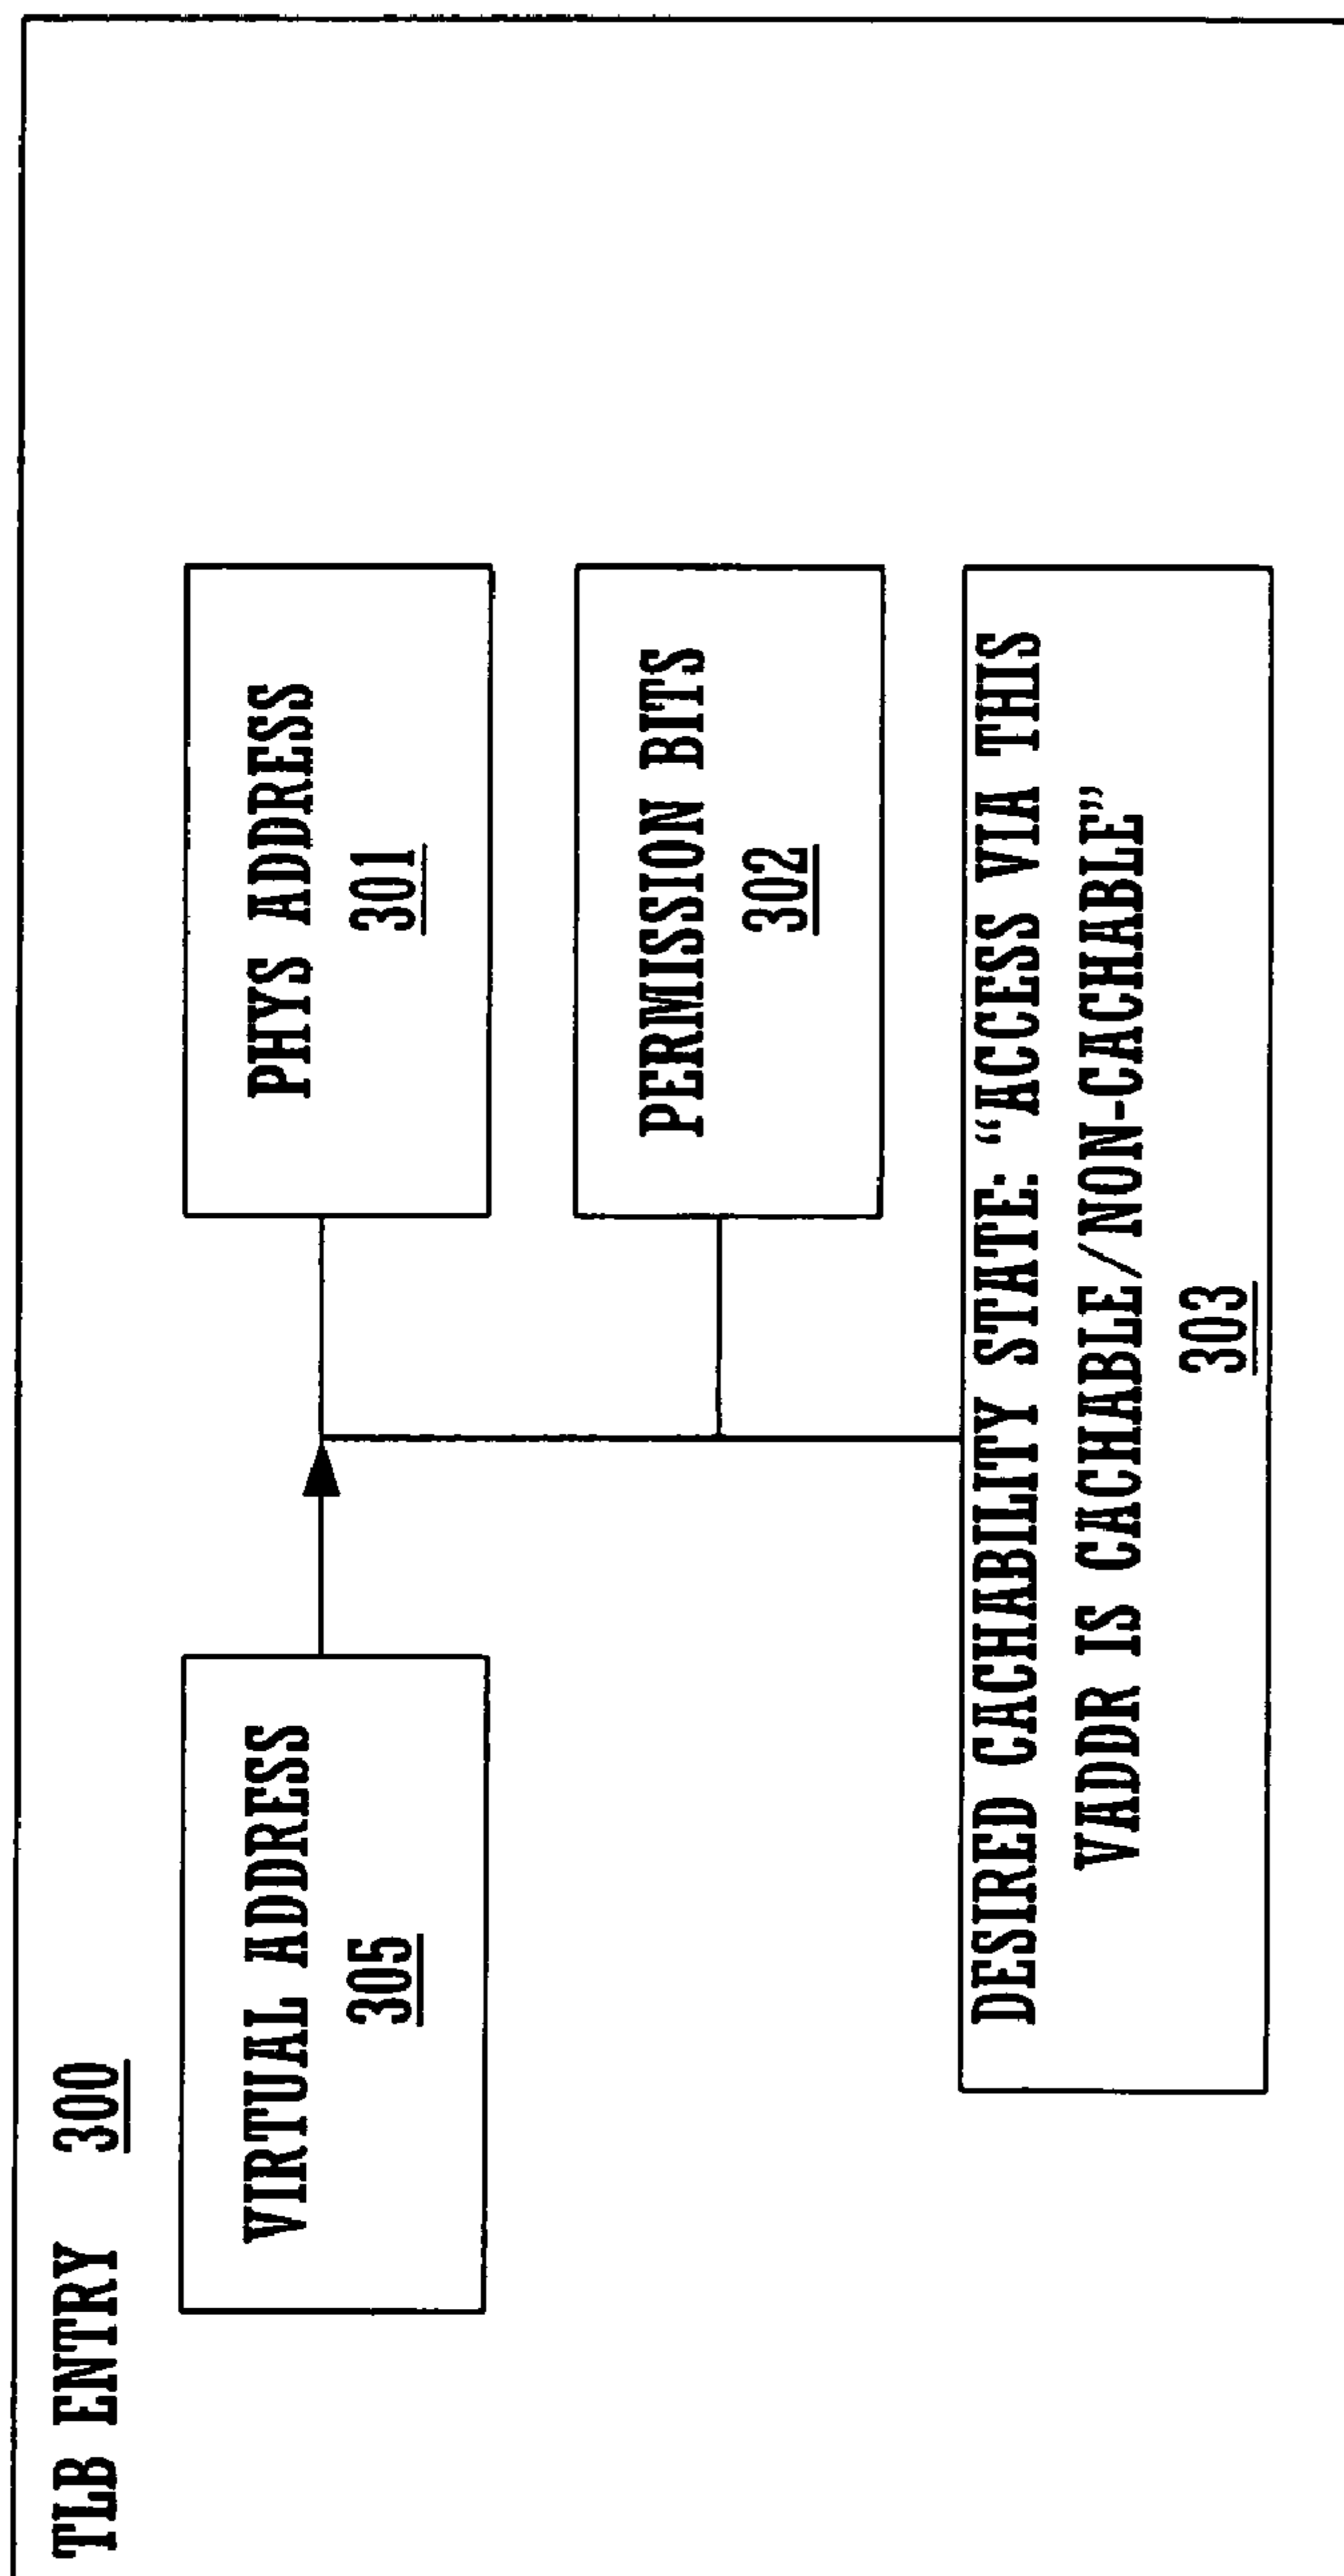 TLB ENTRY 300
VIRTUAL ADDRESS
305
PHYS ADDRESS
301
PERMISSION BITS
302
DESIRED CACHABILITY STATE: “ACCESS VIA THIS
VADDR IS CACHABLE/NON-CACHABLE”
303